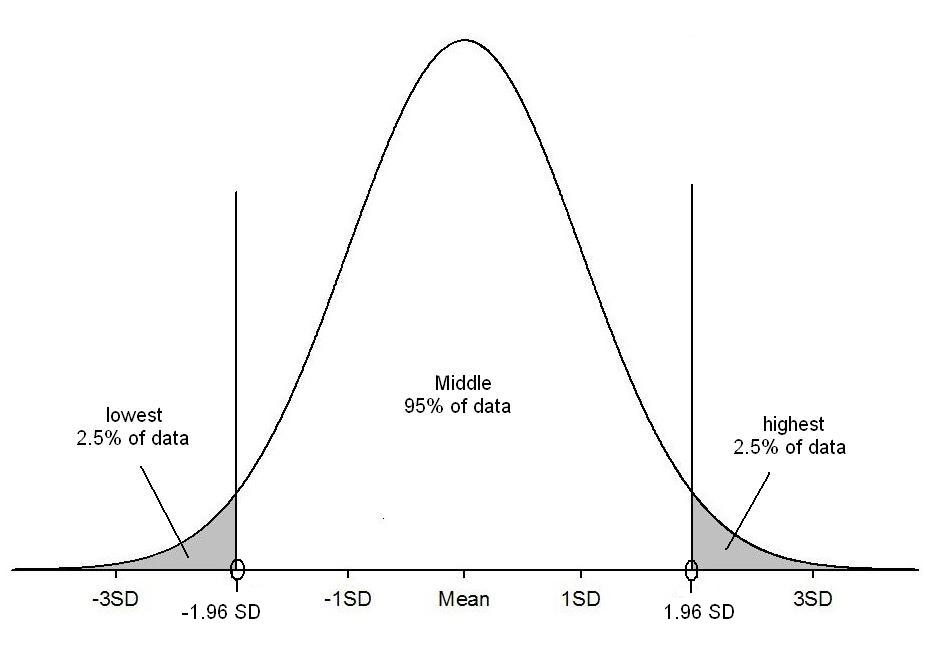 Middle
95% of data
lowest
2.5% of data
highest
2.5% of data
-3SD
-1.96 SD
-1SD
Mean
1SD
1.96 SD
3SD